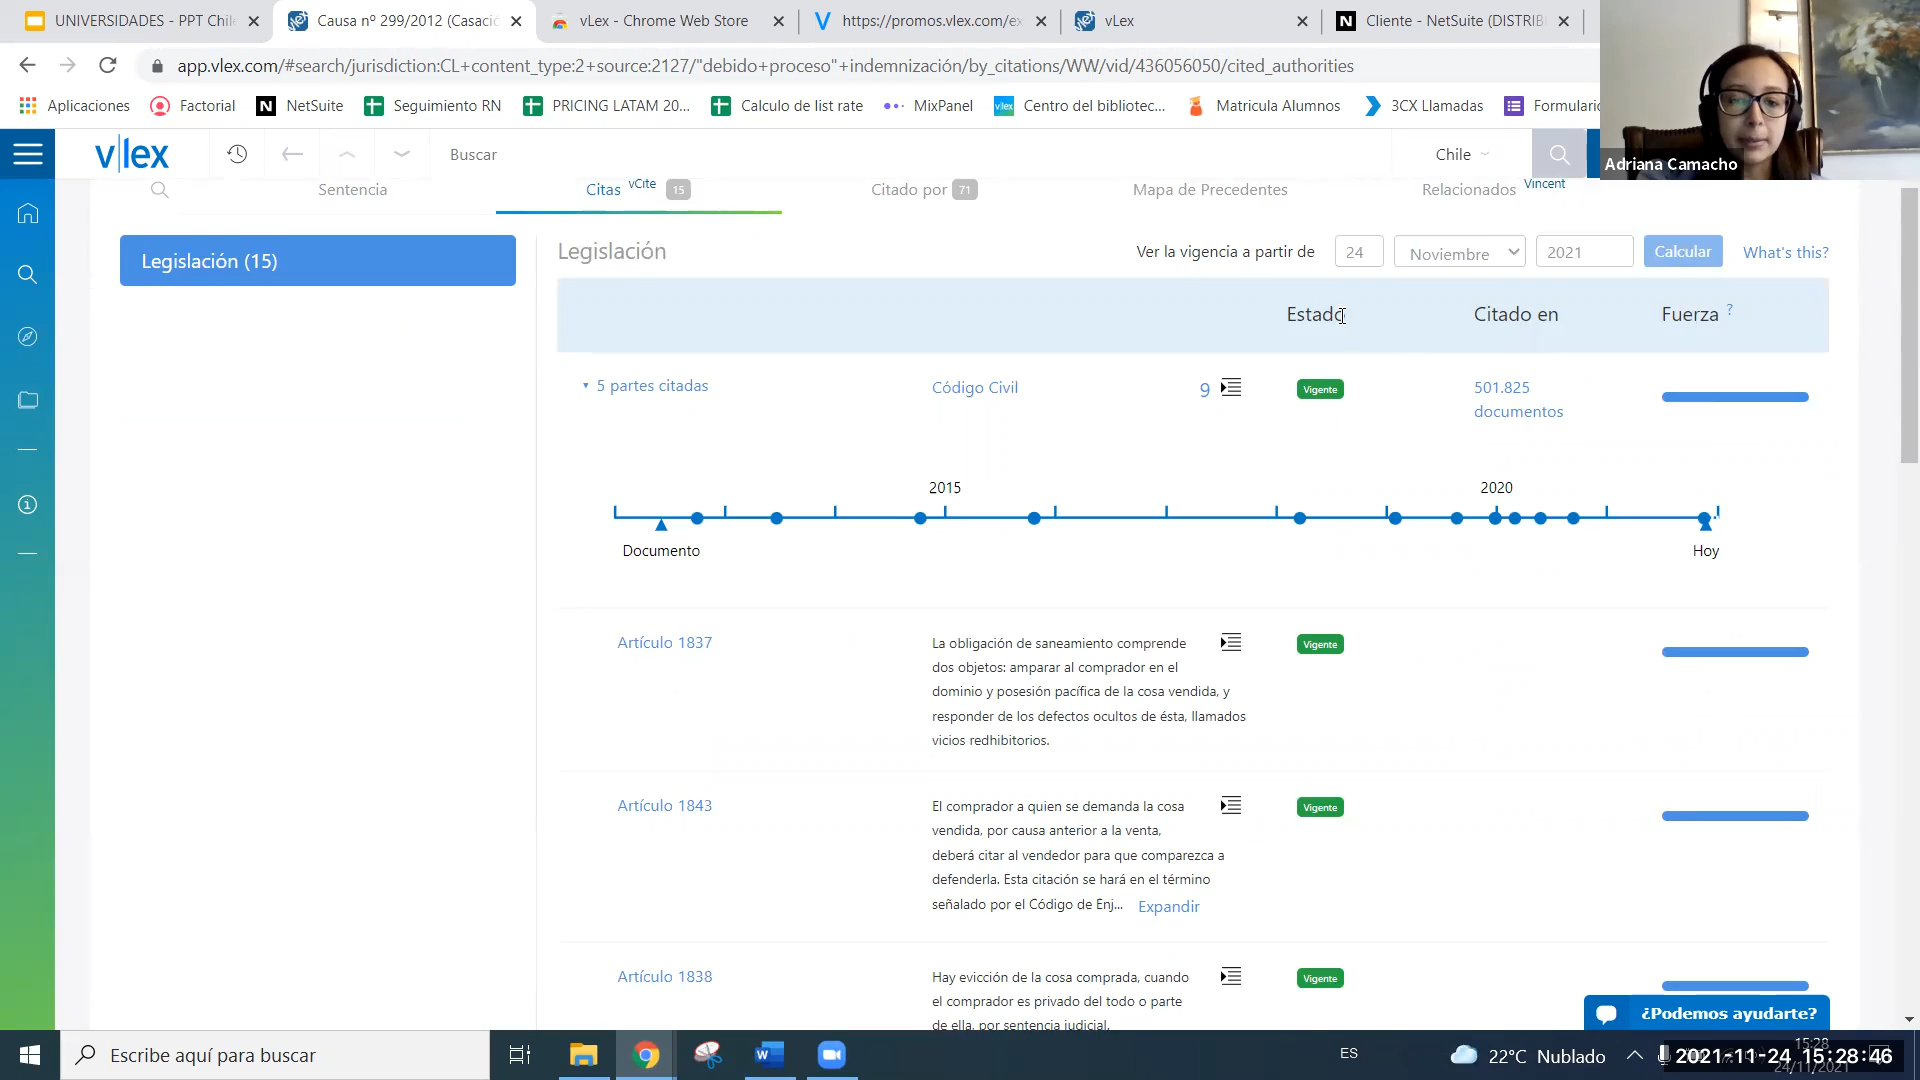 UNIVERSIDADES - PPT Chil
Causa nº 299/2012 (Casació
vLex - Chrome Web Store
https://promos.vlex.com/ex
vLex
Cliente - NetSuite (DISTRIB
app.vlex.com/#search/jurisdiction:CL+content_type:2+source:2127/"debido+proceso"+indemnización/by_citations/WW/vid/436056050/cited_authorities
Aplicaciones
Factorial
NetSuite
Seguimiento RN
PRICING LATAM 20...
Calculo de list rate
MixPanel
Centro del bibliotec...
Matricula Alumnos
3CX Llamadas
Formulario
Adriana Camacho
vlex
Buscar
Chile
Sentencia
Citas vCite 15
Citado por 71
Mapa de Precedentes
Relacionados Vincent
Legislación (15)
Legislación
Ver la vigencia a partir de 24 Noviembre 2021 Calcular What's this?
Estado Citado en Fuerza ?
5 partes citadas Código Civil 9 Vigente 501.825
documentos
2015 2020
Documento Hoy
Artículo 1837
La obligación de saneamiento comprende
dos objetos: amparar al comprador en el
dominio y posesión pacífica de la cosa vendida, y
responder de los defectos ocultos de ésta, llamados
vicios redhibitorios.
Vigente
Artículo 1843
El comprador a quien se demanda la cosa
vendida, por causa anterior a la venta,
deberá citar al vendedor para que comparezca a
defenderla. Esta citación se hará en el término
señalado por el Código de Enj... Expandir
Vigente
Artículo 1838
Hay evicción de la cosa comprada, cuando
el comprador es privado del todo o parte
de ella, por sentencia judicial.
Vigente
¿Podemos ayudarte?
Escribe aquí para buscar
ES
22°C Nublado
15:28
24/11/2021
2021-11-24 15:28:46